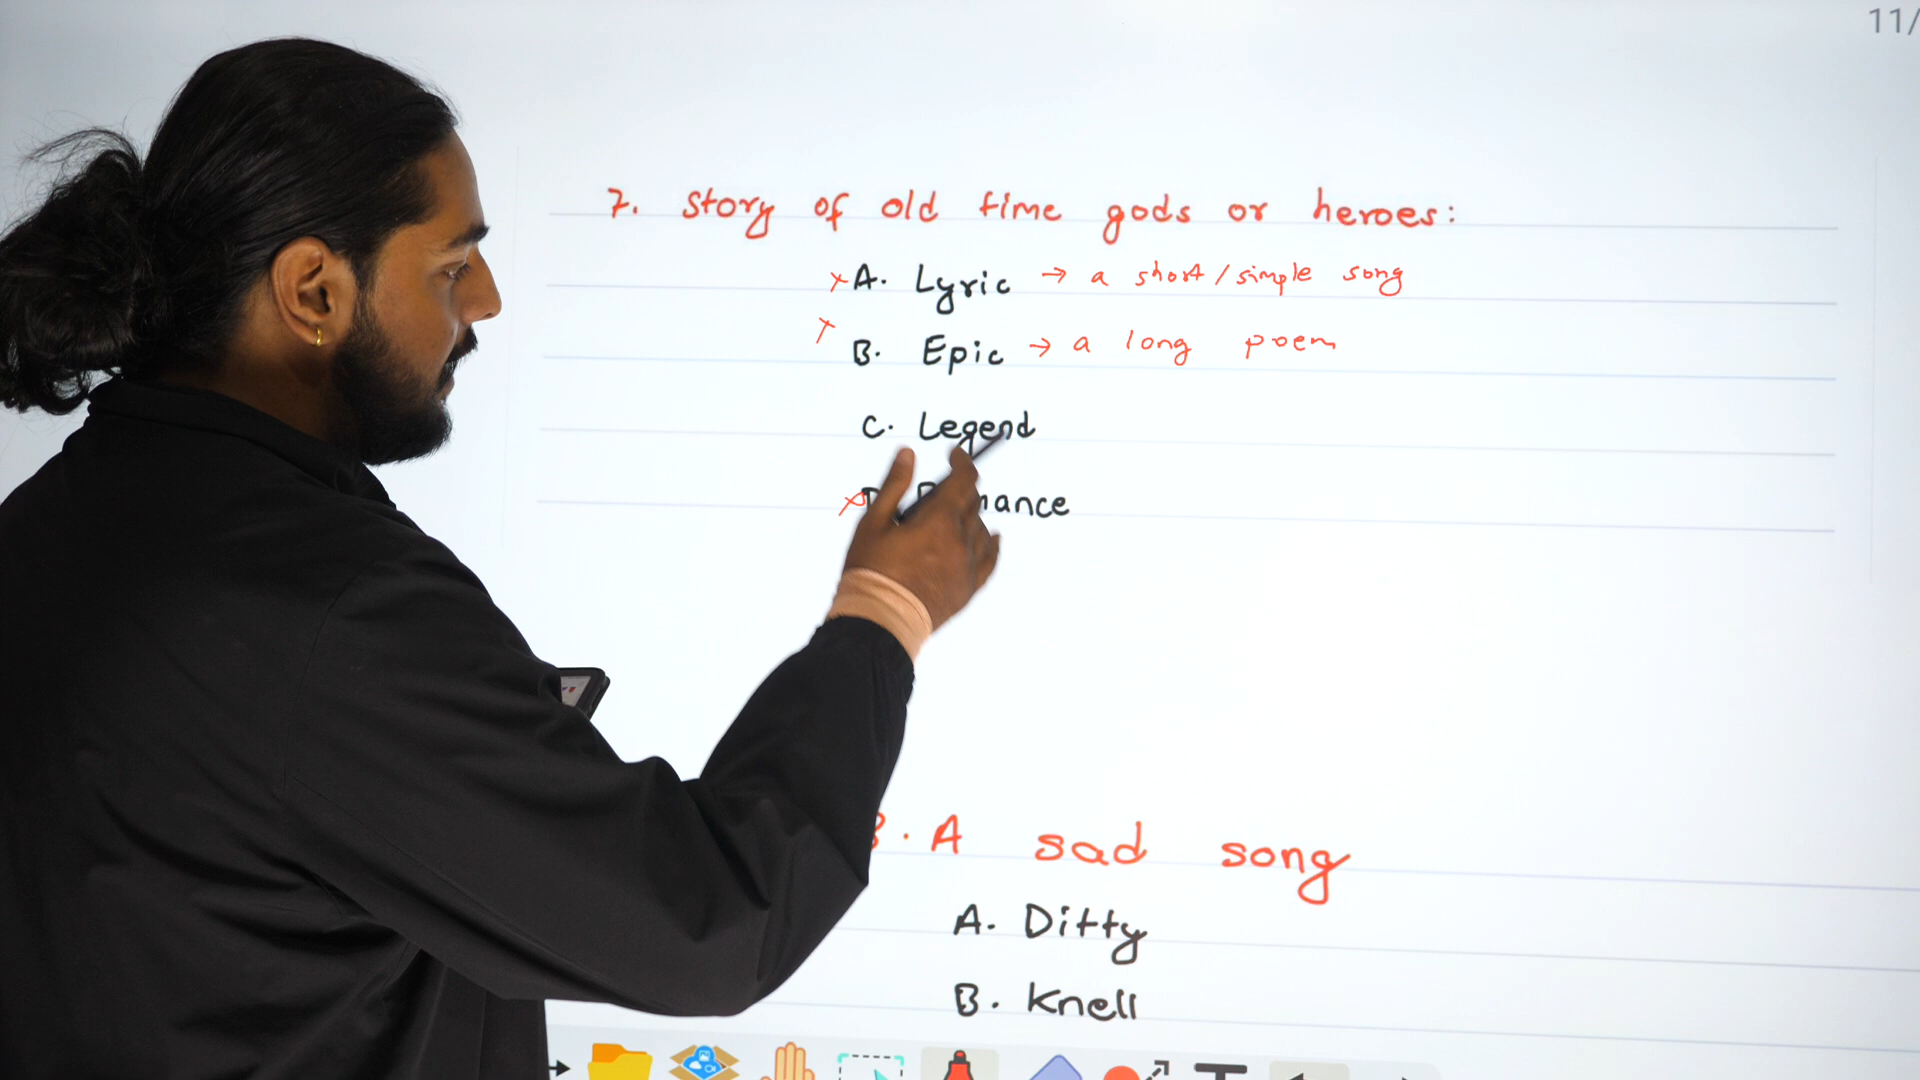 11/
7. Story of old time gods or heroes:
x A. Lyric → a short/simple song
x B. Epic → a long poem
C. Legend
x
. A sad song
A. Ditty
B. Knell